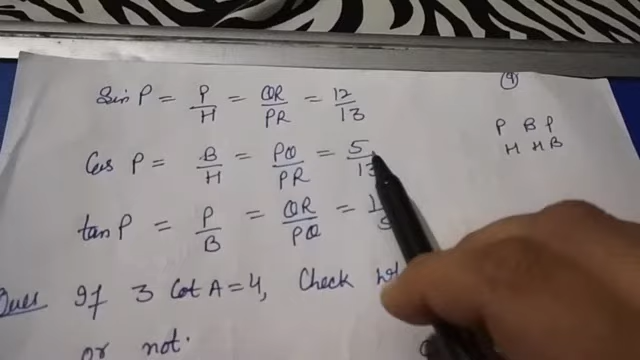 (9)
Sin P = P/H = QR/PR = 12/13
P B P
H H B
Cos P = B/H = PQ/PR = 5/13
tan P = P/B = QR/PQ =
Ques If 3 Cot A = 4, Check
or not.